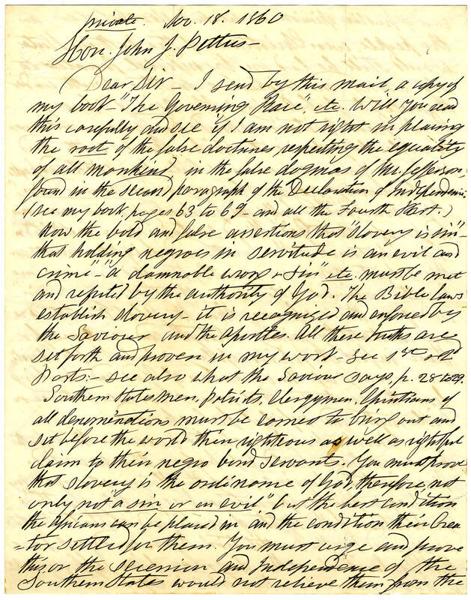 private. Nov. 18. 1860
Hon. John J. Pettus -
Dear Sir - I send by this mail a copy of
my book - "The Governing Race, etc. Will you read
this carefully and see if I am not right in placing
the root of the false doctrines respecting the equality
of all mankind in the false dogmas of Mr Jefferson,
found in the second paragraph of the Declaration of Independence
(see my book, pages 63 to 69 - and all the Fourth Part.)
Now the bold and false assertions that slavery is sin" -
that holding negroes in servitude is an evil and
crime" - "a damnable wrong & sin etc. must be met
and refuted by the authority of God. The Bible laws
establish slavery - it is recognized and enforced by
the Saviour and the Apostles. All these truths are
set forth and proven in my work - see 1st & 2d
Parts: - see also what the Saviour says, p. 28 & 29.
Southern Statesmen, Patriots, Clergymen, Christians of
all denominations must be to bring out and
set before the world their righteous as well as rightful
claim to their negro bond servants. You must prove
that slavery is the ordinance of God, therefore not
only not a sin or an evil" but the best condition
the Africans can be placed in and the condition their Crea-
tor settled for them. You must urge and prove
this or the secession and Independence of the
Southern States would not relieve them from the